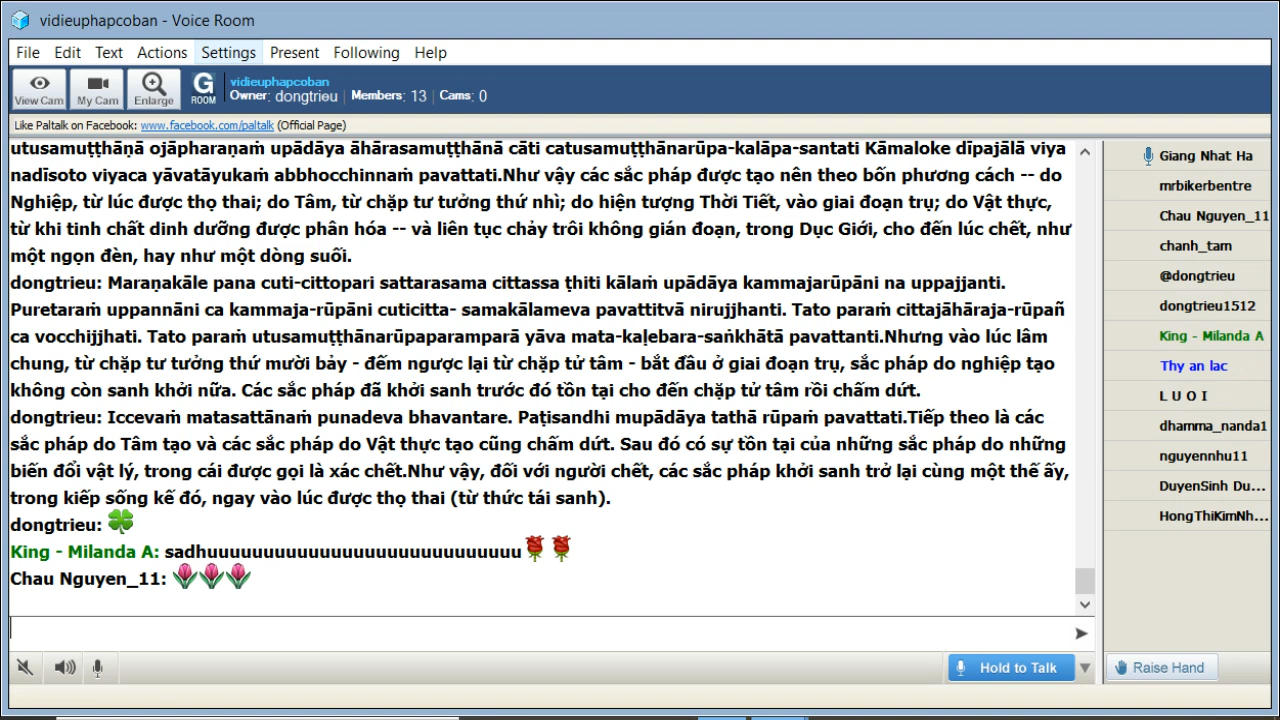 vidieuphapcoban - Voice Room
File Edit Text Actions Settings Present Following Help
View Cam My Cam Enlarge G ROOM
vidieuphapcoban
Owner: dongtrieu | Members: 13 | Cams: 0
Like Paltalk on Facebook: www.facebook.com/paltalk (Official Page)
utusamuṭṭhāṇā ojāpharaṇaṁ upādāya āhārasamuṭṭhānā cāti catusamuṭṭhānarūpa-kalāpa-santati Kāmaloke dīpajālā viya
nadīsoto viyaca yāvatāyukaṁ abbhocchinnaṁ pavattati.Như vậy các sắc pháp được tạo nên theo bốn phương cách -- do
Nghiệp, từ lúc được thọ thai; do Tâm, từ chặp tư tưởng thứ nhì; do hiện tượng Thời Tiết, vào giai đoạn trụ; do Vật thực,
từ khi tinh chất dinh dưỡng được phân hóa -- và liên tục chảy trôi không gián đoạn, trong Dục Giới, cho đến lúc chết, như
một ngọn đèn, hay như một dòng suối.
dongtrieu: Maraṇakāle pana cuti-cittopari sattarasama cittassa ṭhiti kālaṁ upādāya kammajarūpāni na uppajjanti.
Puretaraṁ uppannāni ca kammaja-rūpāni cuticitta- samakālameva pavattitvā nirujjhanti. Tato paraṁ cittajāhāraja-rūpañ
ca vocchijjhati. Tato paraṁ utusamuṭṭhānarūpaparamparā yāva mata-kaḷebara-saṅkhātā pavattanti.Nhưng vào lúc lâm
chung, từ chặp tư tưởng thứ mười bảy - đếm ngược lại từ chặp tử tâm - bắt đầu ở giai đoạn trụ, sắc pháp do nghiệp tạo
không còn sanh khởi nữa. Các sắc pháp đã khởi sanh trước đó tồn tại cho đến chặp tử tâm rồi chấm dứt.
dongtrieu: Iccevaṁ matasattānaṁ punadeva bhavantare. Paṭisandhi mupādāya tathā rūpaṁ pavattati.Tiếp theo là các
sắc pháp do Tâm tạo và các sắc pháp do Vật thực tạo cũng chấm dứt. Sau đó có sự tồn tại của những sắc pháp do những
biến đổi vật lý, trong cái được gọi là xác chết.Như vậy, đối với người chết, các sắc pháp khởi sanh trở lại cùng một thế ấy,
trong kiếp sống kế đó, ngay vào lúc được thọ thai (từ thức tái sanh).
dongtrieu:
King - Milanda A: sadhuuuuuuuuuuuuuuuuuuuuuuuuuuuu
Chau Nguyen_11:
Giang Nhat Ha
mrbikerbentre
Chau Nguyen_11
chanh_tam
@dongtrieu
dongtrieu1512
King - Milanda A
Thy an lac
L U O I
dhamma_nanda1
nguyennhu11
DuyenSinh Du...
HongThiKimNh...
Hold to Talk
Raise Hand